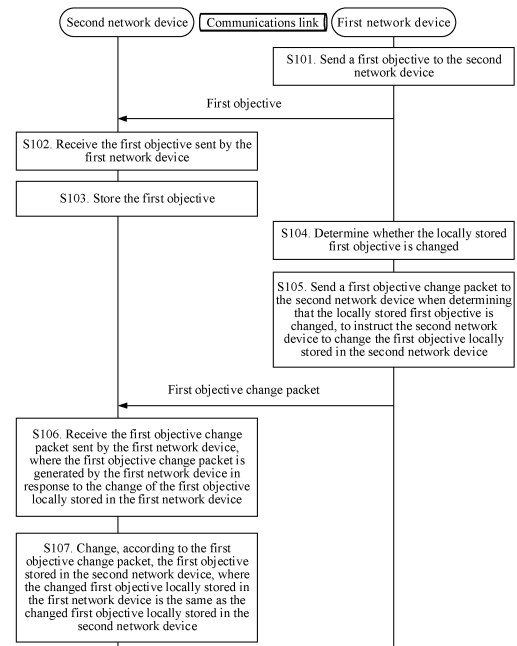 Second network device
Communications link
First network device
S101. Send a first objective to the second
network device
First objective
S102. Receive the first objective sent by the
first network device
S103. Store the first objective
S104. Determine whether the locally stored
first objective is changed
S105. Send a first objective change packet to
the second network device when determining
that the locally stored first objective is
changed, to instruct the second network
device to change the first objective locally
stored in the second network device
First objective change packet
S106. Receive the first objective change
packet sent by the first network device,
where the first objective change packet is
generated by the first network device in
response to the change of the first objective
locally stored in the first network device
S107. Change, according to the first
objective change packet, the first objective
stored in the second network device, where
the changed first objective locally stored in
the first network device is the same as the
changed first objective locally stored in the
second network device